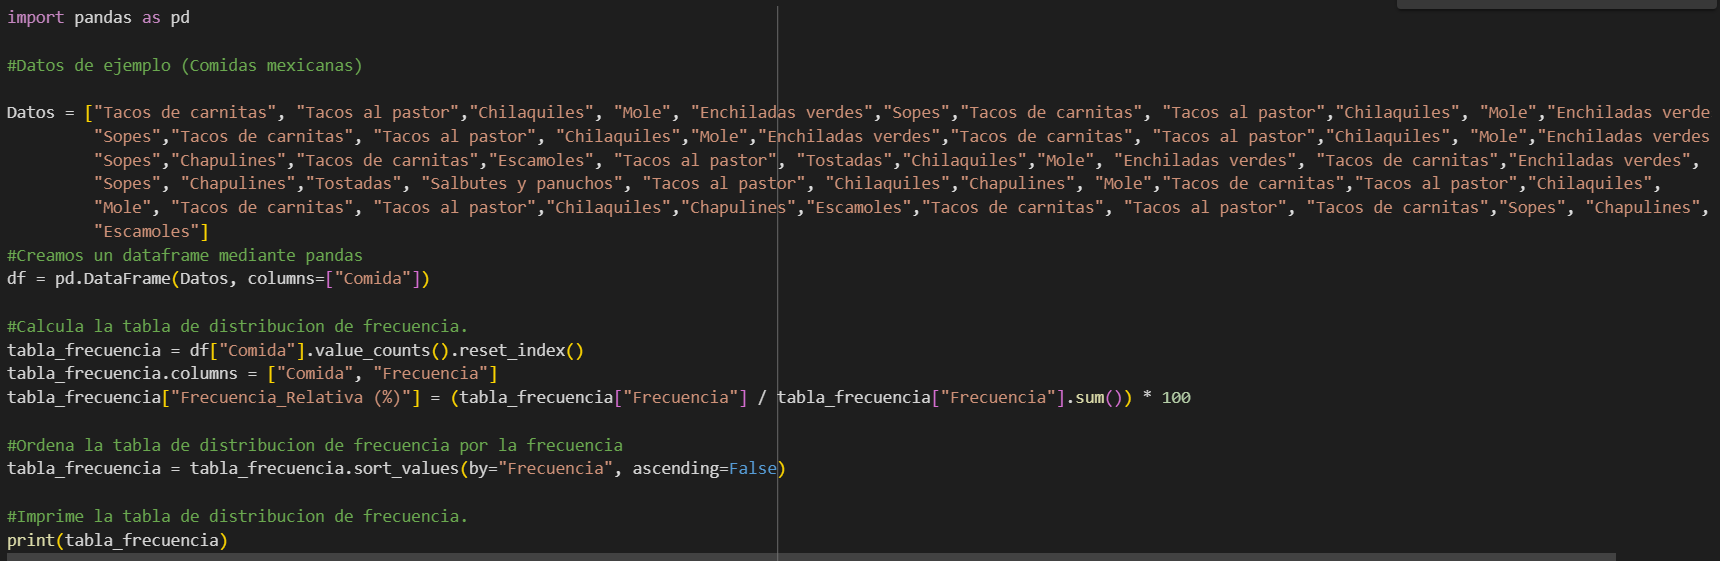 import pandas as pd
#Datos de ejemplo (Comidas mexicanas)
Datos = ["Tacos de carnitas", "Tacos al pastor","Chilaquiles", "Mole", "Enchiladas verdes","Sopes","Tacos de carnitas", "Tacos al pastor","Chilaquiles", "Mole","Enchiladas verde
"Sopes","Tacos de carnitas", "Tacos al pastor", "Chilaquiles","Mole","Enchiladas verdes","Tacos de carnitas", "Tacos al pastor","Chilaquiles", "Mole","Enchiladas verdes
"Sopes","Chapulines","Tacos de carnitas","Escamoles", "Tacos al pastor", "Tostadas","Chilaquiles","Mole", "Enchiladas verdes", "Tacos de carnitas","Enchiladas verdes",
"Sopes", "Chapulines","Tostadas", "Salbutes y panuchos", "Tacos al pastor", "Chilaquiles","Chapulines", "Mole","Tacos de carnitas","Tacos al pastor","Chilaquiles",
"Mole", "Tacos de carnitas", "Tacos al pastor","Chilaquiles","Chapulines","Escamoles","Tacos de carnitas", "Tacos al pastor", "Tacos de carnitas","Sopes", "Chapulines",
"Escamoles"]
#Creamos un dataframe mediante pandas
df = pd.DataFrame(Datos, columns=["Comida"])
#Calcula la tabla de distribucion de frecuencia.
tabla_frecuencia = df["Comida"].value_counts().reset_index()
tabla_frecuencia.columns = ["Comida", "Frecuencia"]
tabla_frecuencia["Frecuencia_Relativa (%)"] = (tabla_frecuencia["Frecuencia"] / tabla_frecuencia["Frecuencia"].sum()) * 100
#Ordena la tabla de distribucion de frecuencia por la frecuencia
tabla_frecuencia = tabla_frecuencia.sort_values(by="Frecuencia", ascending=False)
#Imprime la tabla de distribucion de frecuencia.
print(tabla_frecuencia)